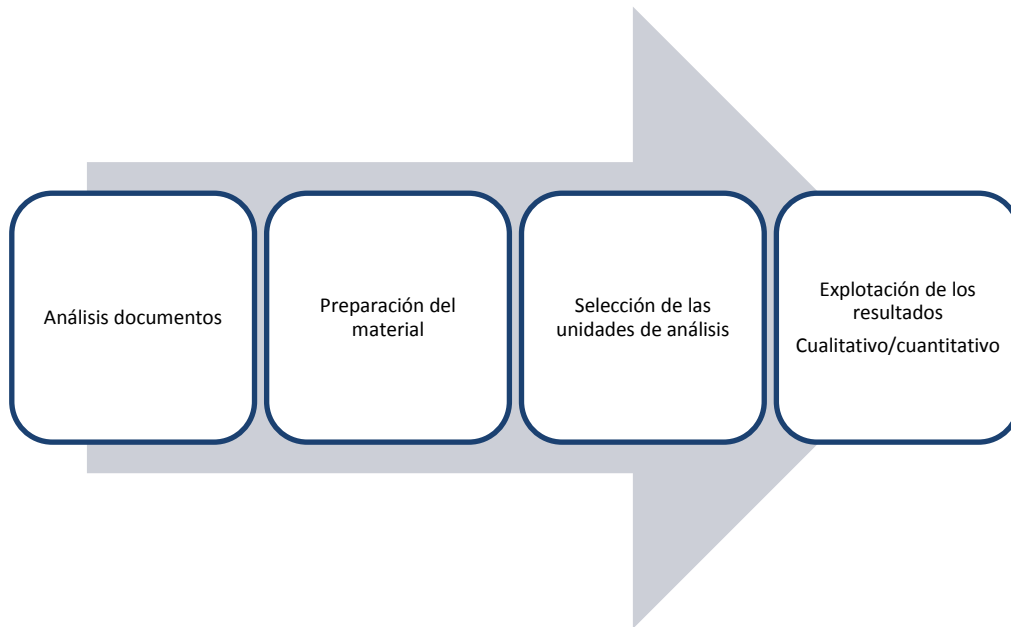 Análisis documentos
Preparación del
material
Selección de las
unidades de análisis
Explotación de los
resultados
Cualitativo/cuantitativo